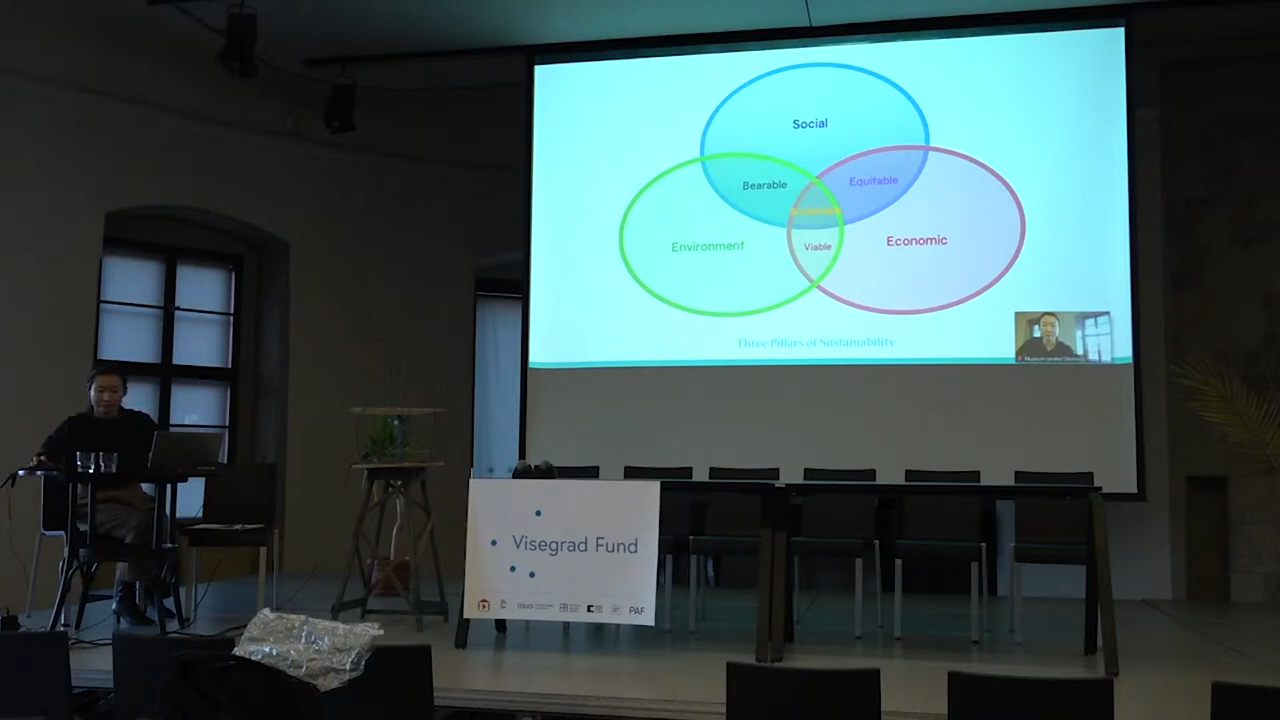 Social
Bearable
Equitable
Environment
Viable
Economic
Three Pillars of Sustainability
Visegrad Fund
PAF